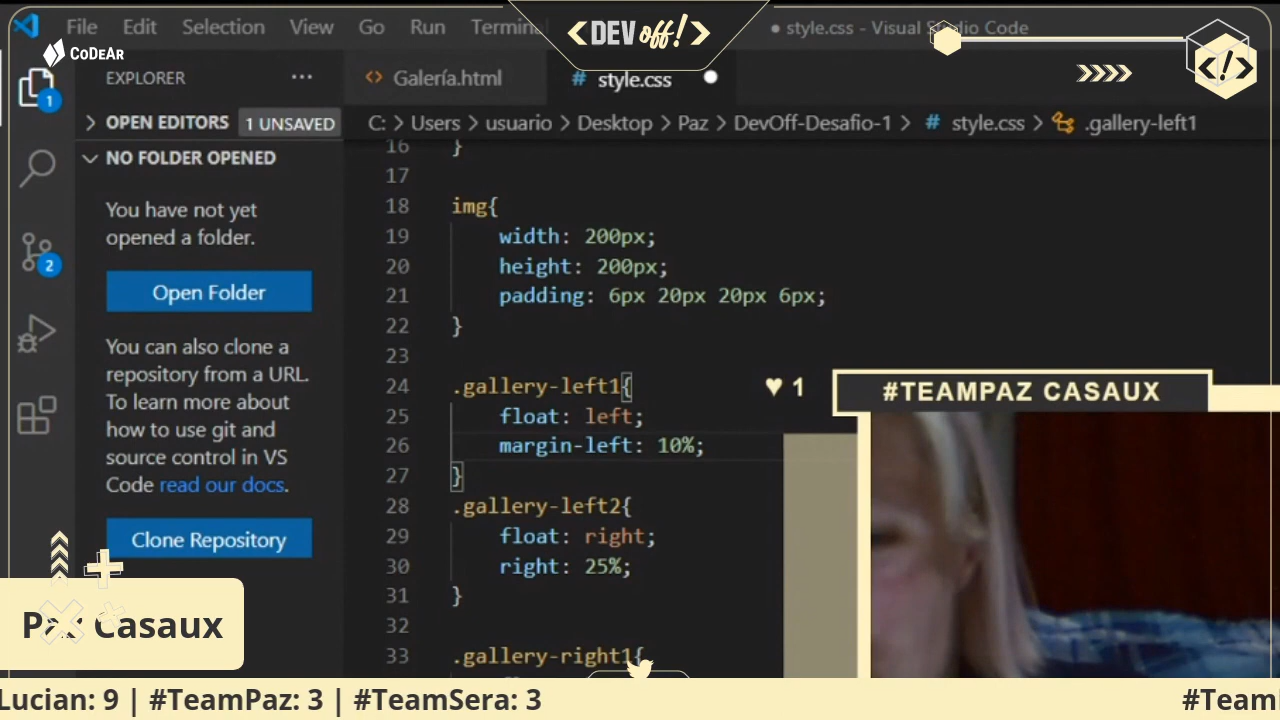 File Edit Selection View Go Run Termin
● style.css - Visual Studio Code
<DEV off!>
CODEAR
</>
EXPLORER ···
Galería.html
# style.css
1
OPEN EDITORS 1 UNSAVED
C: > Users > usuario > Desktop > Paz > DevOff-Desafio-1 > # style.css > .gallery-left1
NO FOLDER OPENED
You have not yet
opened a folder.
Open Folder
2
You can also clone a
repository from a URL.
To learn more about
how to use git and
source control in VS
Code read our docs.
Clone Repository
16 }
17
18 img{
19 width: 200px;
20 height: 200px;
21 padding: 6px 20px 20px 6px;
22 }
23
24 .gallery-left1{
25 float: left;
26 margin-left: 10%;
27 }
28 .gallery-left2{
29 float: right;
30 right: 25%;
31 }
32
33 .gallery-right1{
♥ 1
#TEAMPAZ CASAUX
Paz Casaux
Lucian: 9 | #TeamPaz: 3 | #TeamSera: 3
#Team